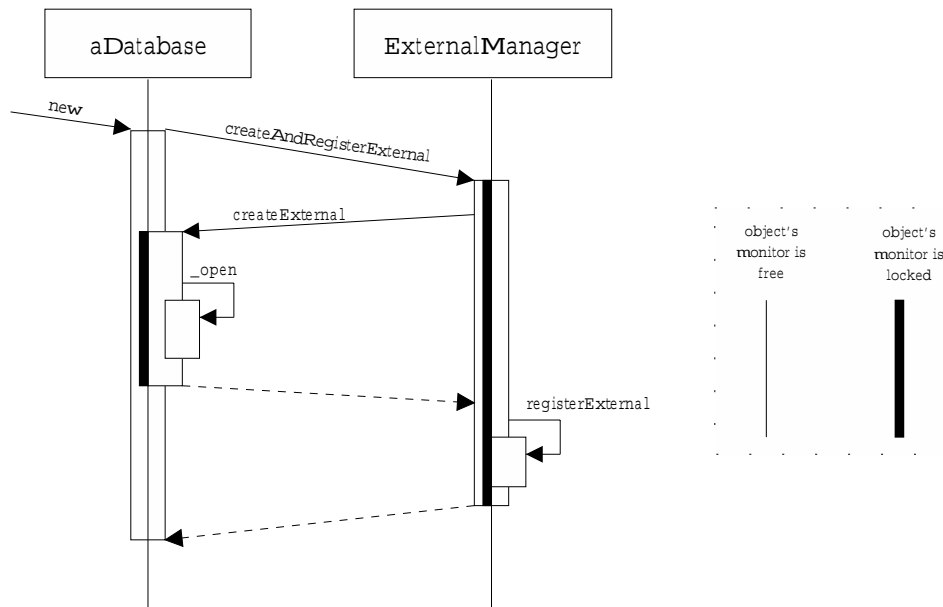 aDatabase
ExternalManager
new
createAndRegisterExternal
createExternal
_open
registerExternal
object's
monitor is
free
object's
monitor is
locked